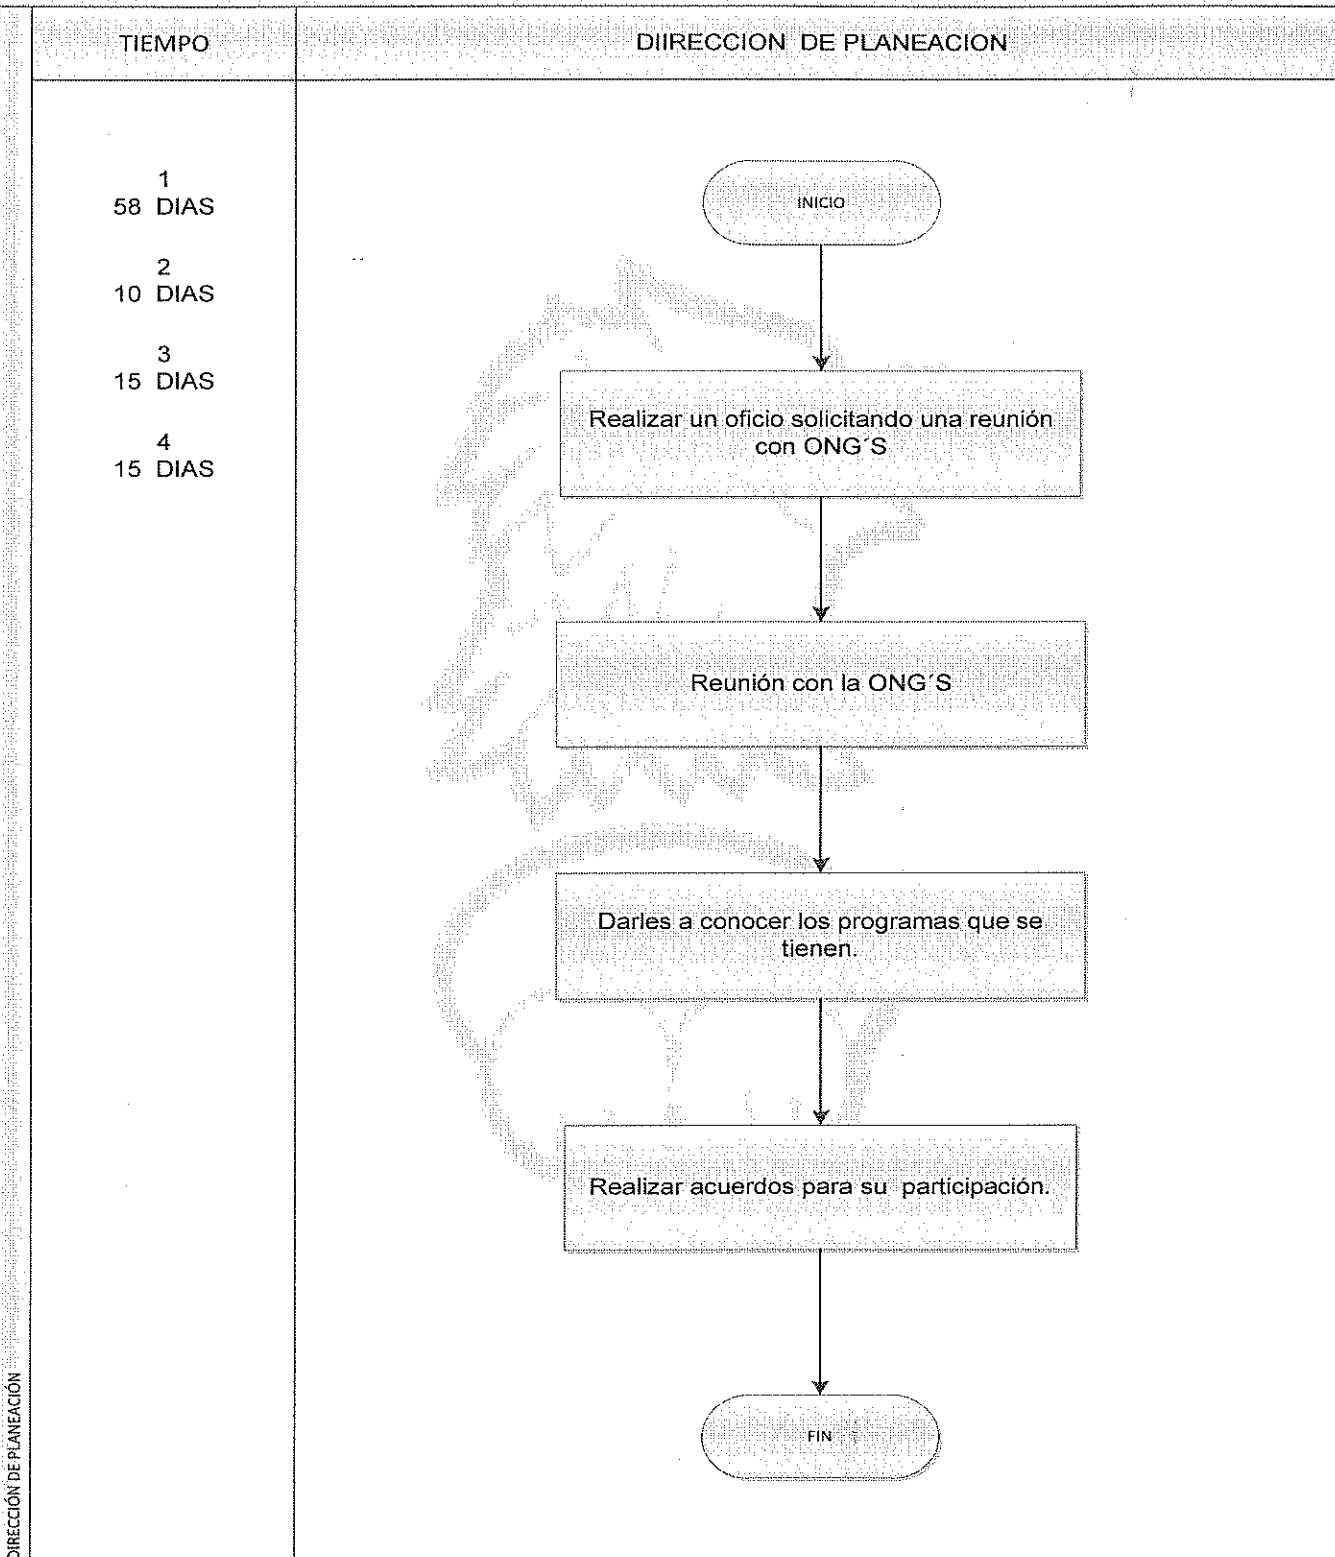 TIEMPO
DIIRECCION DE PLANEACION
1
58 DIAS
2
10 DIAS
3
15 DIAS
4
15 DIAS
INICIO
Realizar un oficio solicitando una reunión
con ONG´S
Reunión con la ONG´S
Darles a conocer los programas que se
tienen.
Realizar acuerdos para su participación.
FIN
DIRECCIÓN DE PLANEACIÓN